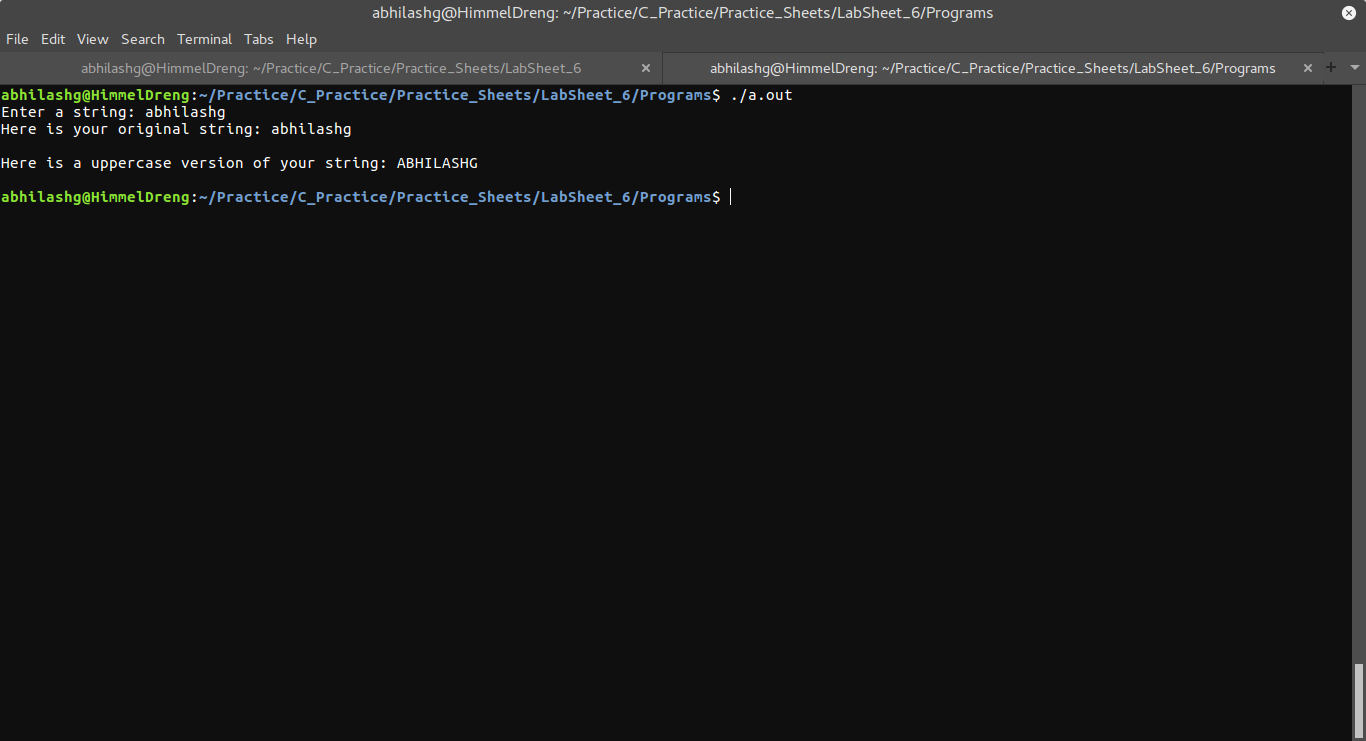 abhilashg@HimmelDreng: ~/Practice/C_Practice/Practice_Sheets/LabSheet_6/Programs
File Edit View Search Terminal Tabs Help
abhilashg@HimmelDreng: ~/Practice/C_Practice/Practice_Sheets/LabSheet_6
abhilashg@HimmelDreng: ~/Practice/C_Practice/Practice_Sheets/LabSheet_6/Programs
abhilashg@HimmelDreng:~/Practice/C_Practice/Practice_Sheets/LabSheet_6/Programs$ ./a.out
Enter a string: abhilashg
Here is your original string: abhilashg
Here is a uppercase version of your string: ABHILASHG
abhilashg@HimmelDreng:~/Practice/C_Practice/Practice_Sheets/LabSheet_6/Programs$